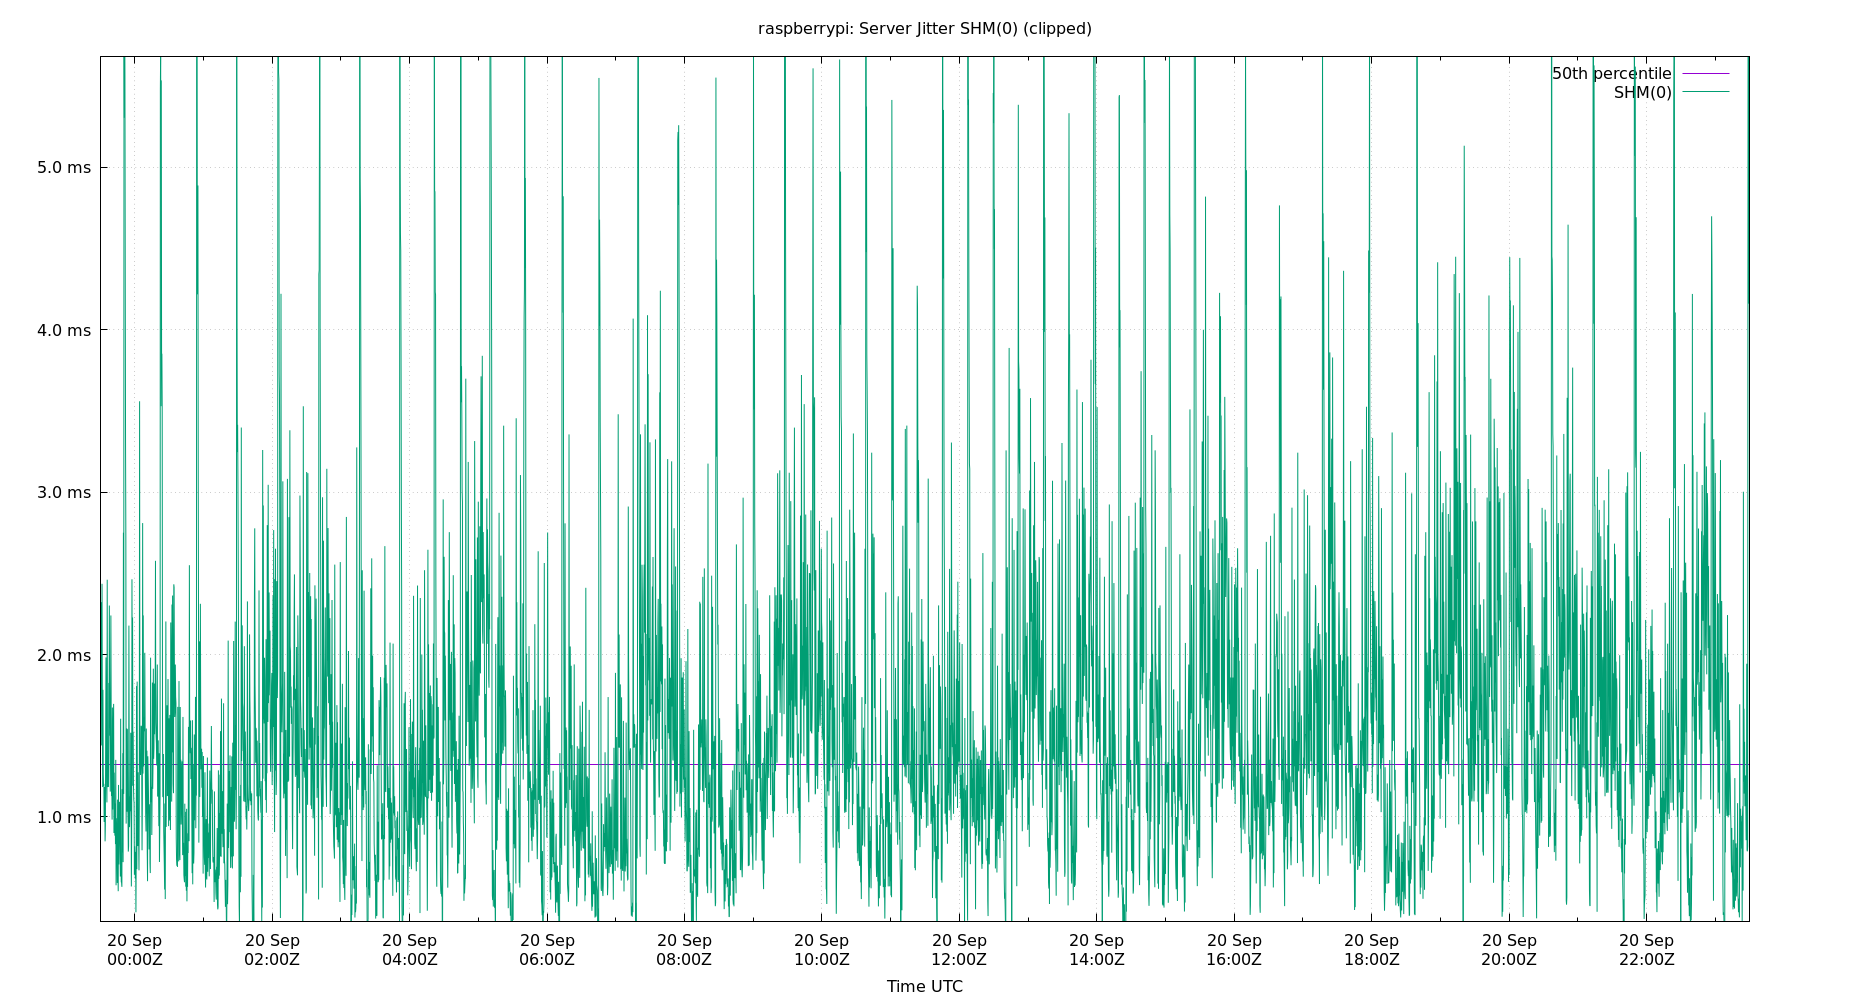 raspberrypi: Server Jitter SHM(0) (clipped)
50th percentile
SHM(0)
5.0 ms
4.0 ms
3.0 ms
2.0 ms
1.0 ms
20 Sep 20 Sep 20 Sep 20 Sep 20 Sep 20 Sep 20 Sep 20 Sep 20 Sep 20 Sep 20 Sep 20 Sep
00:00Z 02:00Z 04:00Z 06:00Z 08:00Z 10:00Z 12:00Z 14:00Z 16:00Z 18:00Z 20:00Z 22:00Z
Time UTC